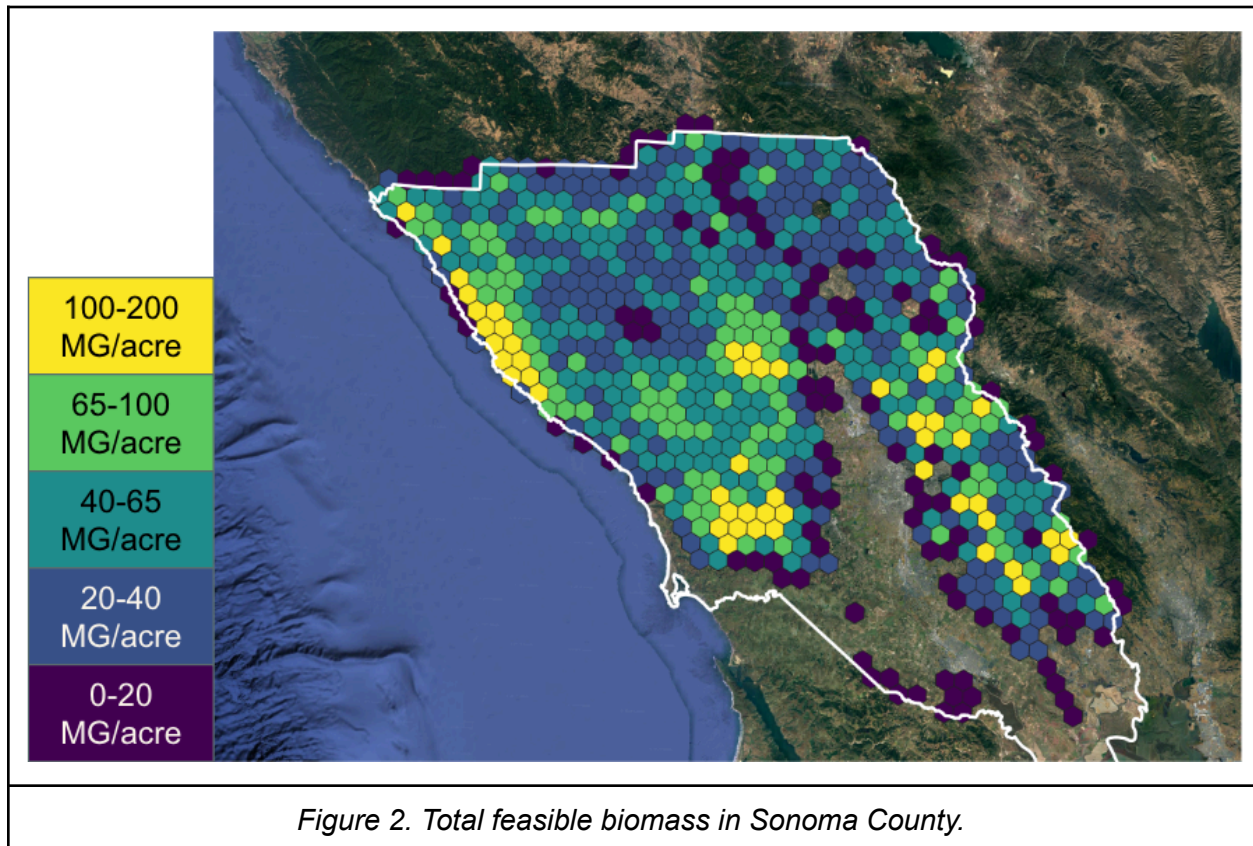 100-200
MG/acre
65-100
MG/acre
40-65
MG/acre
20-40
MG/acre
0-20
MG/acre
Figure 2. Total feasible biomass in Sonoma County.